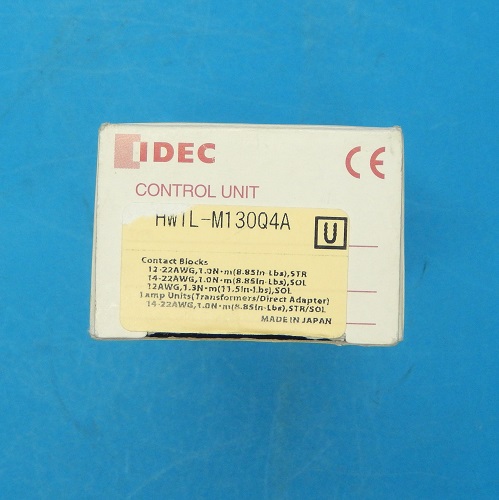 IDEC
CE
CONTROL UNIT
HW1L-M130Q4A
U
Contact Blocks
12-22AWG,1.0N·m(8.85In-Lbs),STR
14-22AWG,1.0N·m(8.85In-Lbs),SOL
12AWG,1.3N·m(11.5In-Lbs),SOL
Lamp Units(Transformers/Direct Adapter)
14-22AWG,1.0N·m(8.85In-Lbs),STR/SOL
MADE IN JAPAN